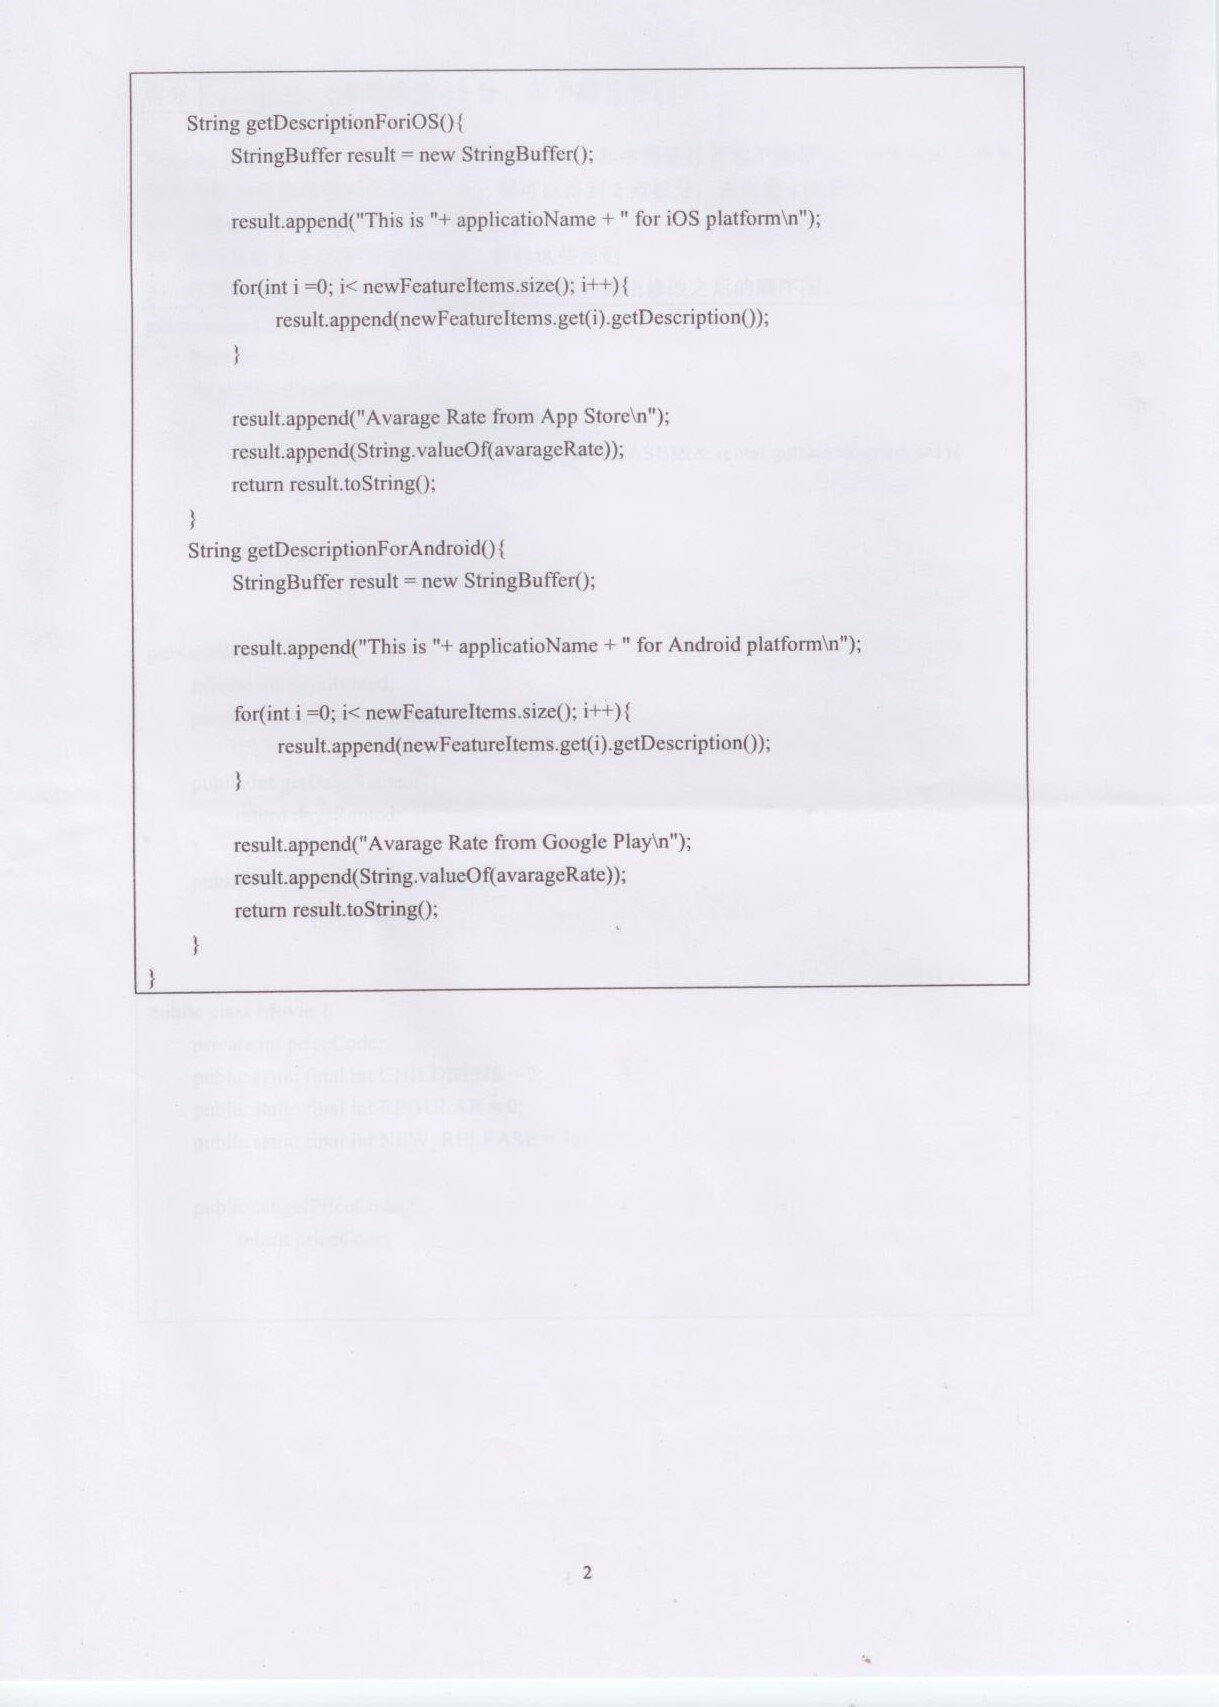 String getDescriptionForiOS(){
StringBuffer result = new StringBuffer();
result.append("This is "+ applicatioName + " for iOS platform\n");
for(int i =0; i< newFeatureItems.size(); i++){
result.append(newFeatureItems.get(i).getDescription());
}
result.append("Avarage Rate from App Store\n");
result.append(String.valueOf(avarageRate));
return result.toString();
}
String getDescriptionForAndroid(){
StringBuffer result = new StringBuffer();
result.append("This is "+ applicatioName + " for Android platform\n");
for(int i =0; i< newFeatureItems.size(); i++){
result.append(newFeatureItems.get(i).getDescription());
}
result.append("Avarage Rate from Google Play\n");
result.append(String.valueOf(avarageRate));
return result.toString();
}
}
2